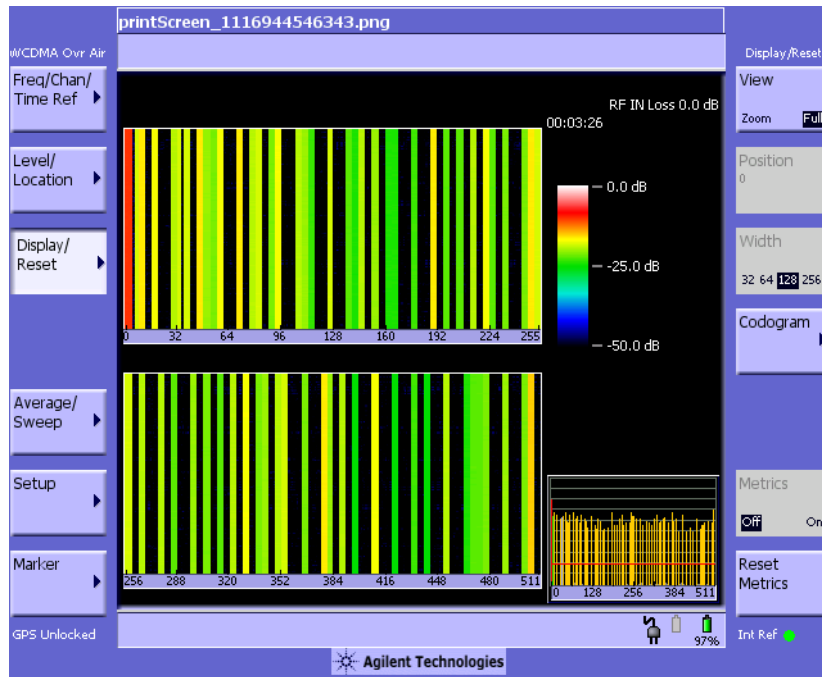 printScreen_1116944546343.png
WCDMA Ovr Air
Display/Reset
Freq/Chan/
Time Ref
Level/
Location
Display/
Reset
Average/
Sweep
Setup
Marker
GPS Unlocked
RF IN Loss 0.0 dB
00:03:26
0.0 dB
-25.0 dB
-50.0 dB
0 32 64 96 128 160 192 224 255
256 288 320 352 384 416 448 480 511
0 128 256 384 511
View
Zoom Full
Position
0
Width
32 64 128 256
Codogram
Metrics
Off On
Reset
Metrics
97%
Int Ref
Agilent Technologies